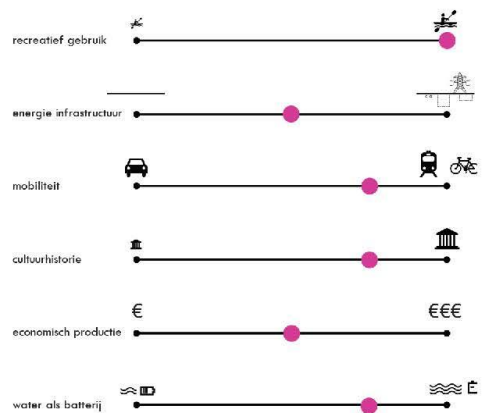 recreatief gebruik
energie infrastructuur
mobiliteit
cultuurhistorie
€ €€€
economisch productie
water als batterij